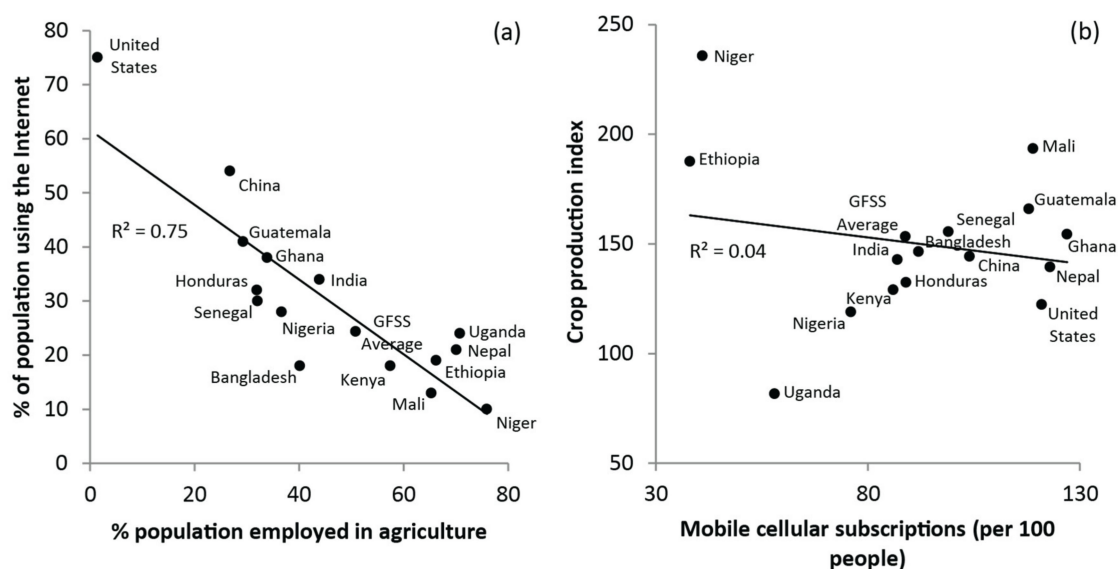 (a)
% of population using the Internet
80
70
60
50
40
30
20
10
0
United
States
China
R² = 0.75
Guatemala
Ghana
Honduras
India
Senegal
Nigeria
GFSS
Average
Uganda
Nepal
Bangladesh
Kenya
Ethiopia
Mali
Niger
0
20
40
60
80
% population employed in agriculture
(b)
Crop production index
250
200
150
100
50
Niger
Ethiopia
Mali
GFSS
Average
Guatemala
Senegal
R² = 0.04
India
Bangladesh
Ghana
China
Nepal
Kenya
Honduras
Nigeria
United
States
Uganda
30
80
130
Mobile cellular subscriptions (per 100
people)